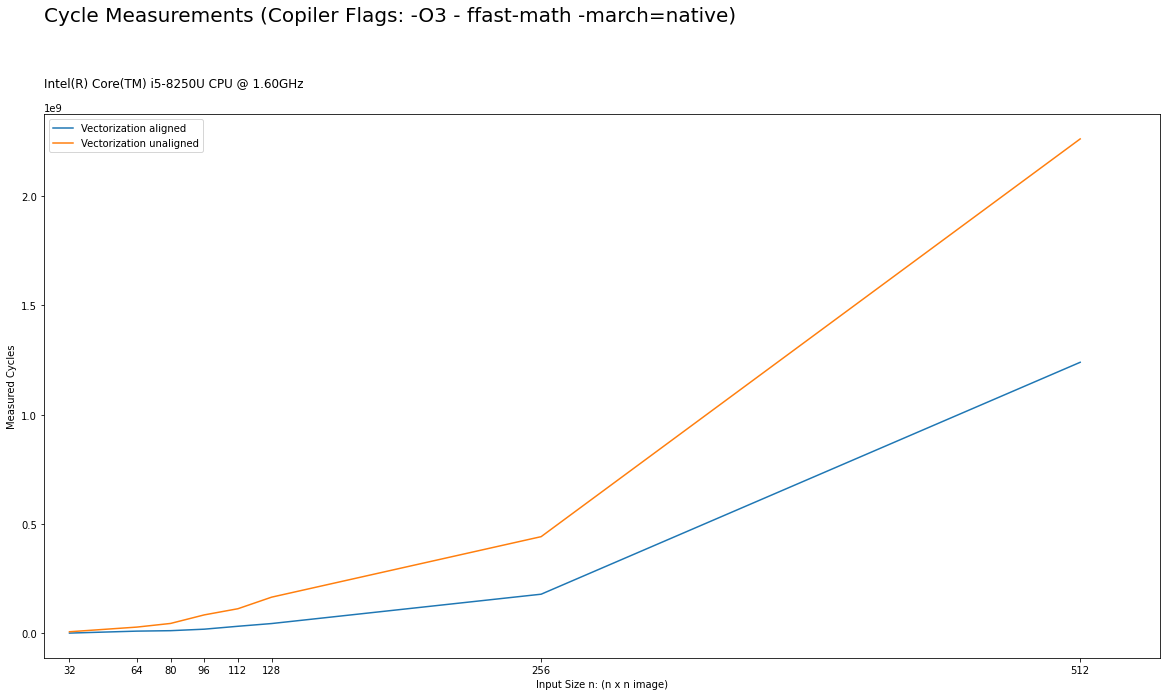 Cycle Measurements (Copiler Flags: -O3 - ffast-math -march=native)
Intel(R) Core(TM) i5-8250U CPU @ 1.60GHz
1e9
Vectorization aligned
Vectorization unaligned
2.0
1.5
1.0
0.5
0.0
Measured Cycles
32 64 80 96 112 128 256 512
Input Size n: (n x n image)